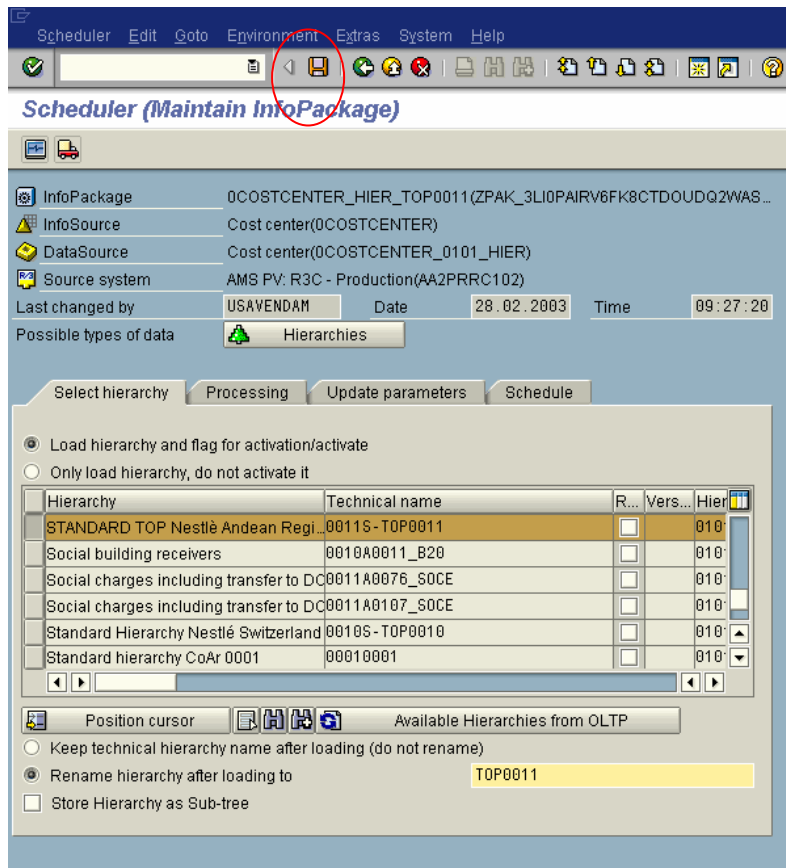 Scheduler Edit Goto Environment Extras System Help
Scheduler (Maintain InfoPackage)
InfoPackage 0COSTCENTER_HIER_TOP0011(ZPAK_3LI0PAIRV6FK8CTDOUDQ2WAS...
InfoSource Cost center(0COSTCENTER)
DataSource Cost center(0COSTCENTER_0101_HIER)
R/3 Source system AMS PV: R3C - Production(AA2PRRC102)
Last changed by USAVENDAM Date 28.02.2003 Time 09:27:20
Possible types of data Hierarchies
Select hierarchy Processing Update parameters Schedule
Load hierarchy and flag for activation/activate
Only load hierarchy, do not activate it
Hierarchy Technical name R... Vers... Hier
STANDARD TOP Nestlè Andean Regi... 0011S-TOP0011 010
Social building receivers 0010A0011_B20 010
Social charges including transfer to DC 0011A0076_SOCE 010
Social charges including transfer to DC 0011A0107_SOCE 010
Standard Hierarchy Nestlé Switzerland 0010S-TOP0010 010
Standard hierarchy CoAr 0001 00010001 010
Position cursor Available Hierarchies from OLTP
Keep technical hierarchy name after loading (do not rename)
Rename hierarchy after loading to TOP0011
Store Hierarchy as Sub-tree